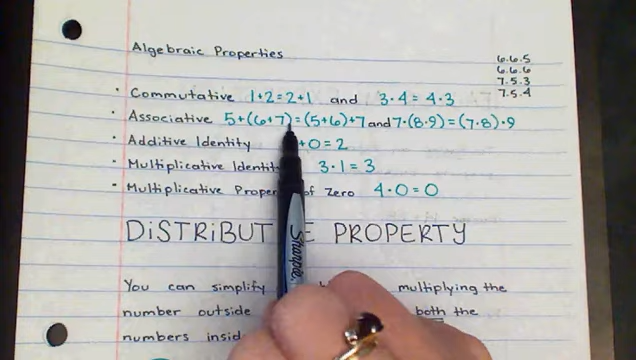 Algebraic Properties
6.6.5
6.6.6
7.5.3
7.5.4
• Commutative 1+2=2+1 and 3·4=4·3
• Associative 5+(6+7)=(5+6)+7 and 7·(8·9)=(7·8)·9
• Additive Identity +0=2
• Multiplicative Identi 3·1=3
• Multiplicative Prope of Zero 4·0=0
DiSTRiBUT E PROPERTY
You can simplify multiplying the
number outside both the
numbers insid
Sharpie